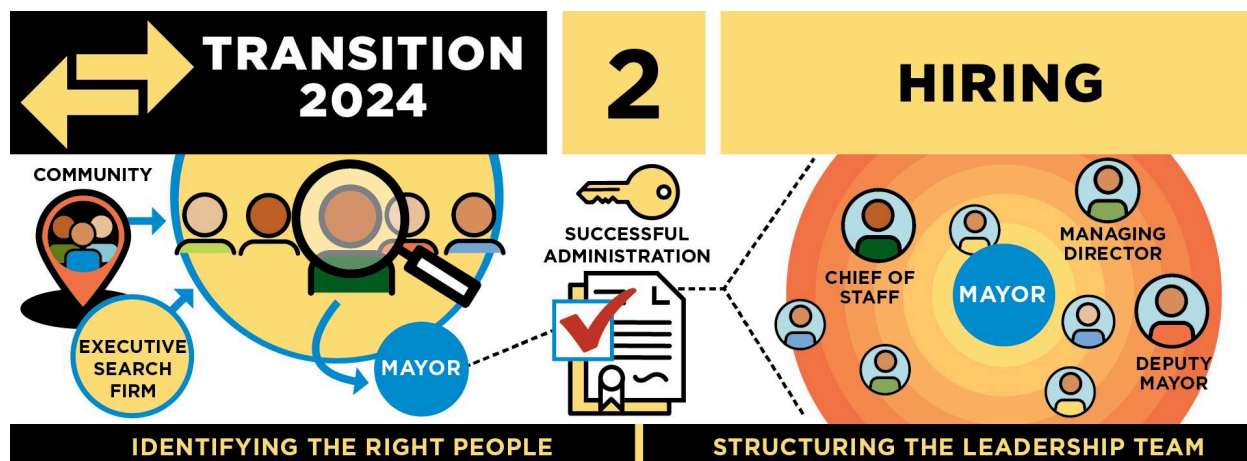 TRANSITION
2024
2
HIRING
COMMUNITY
EXECUTIVE
SEARCH
FIRM
MAYOR
SUCCESSFUL
ADMINISTRATION
CHIEF OF
STAFF
MANAGING
DIRECTOR
MAYOR
DEPUTY
MAYOR
IDENTIFYING THE RIGHT PEOPLE
STRUCTURING THE LEADERSHIP TEAM